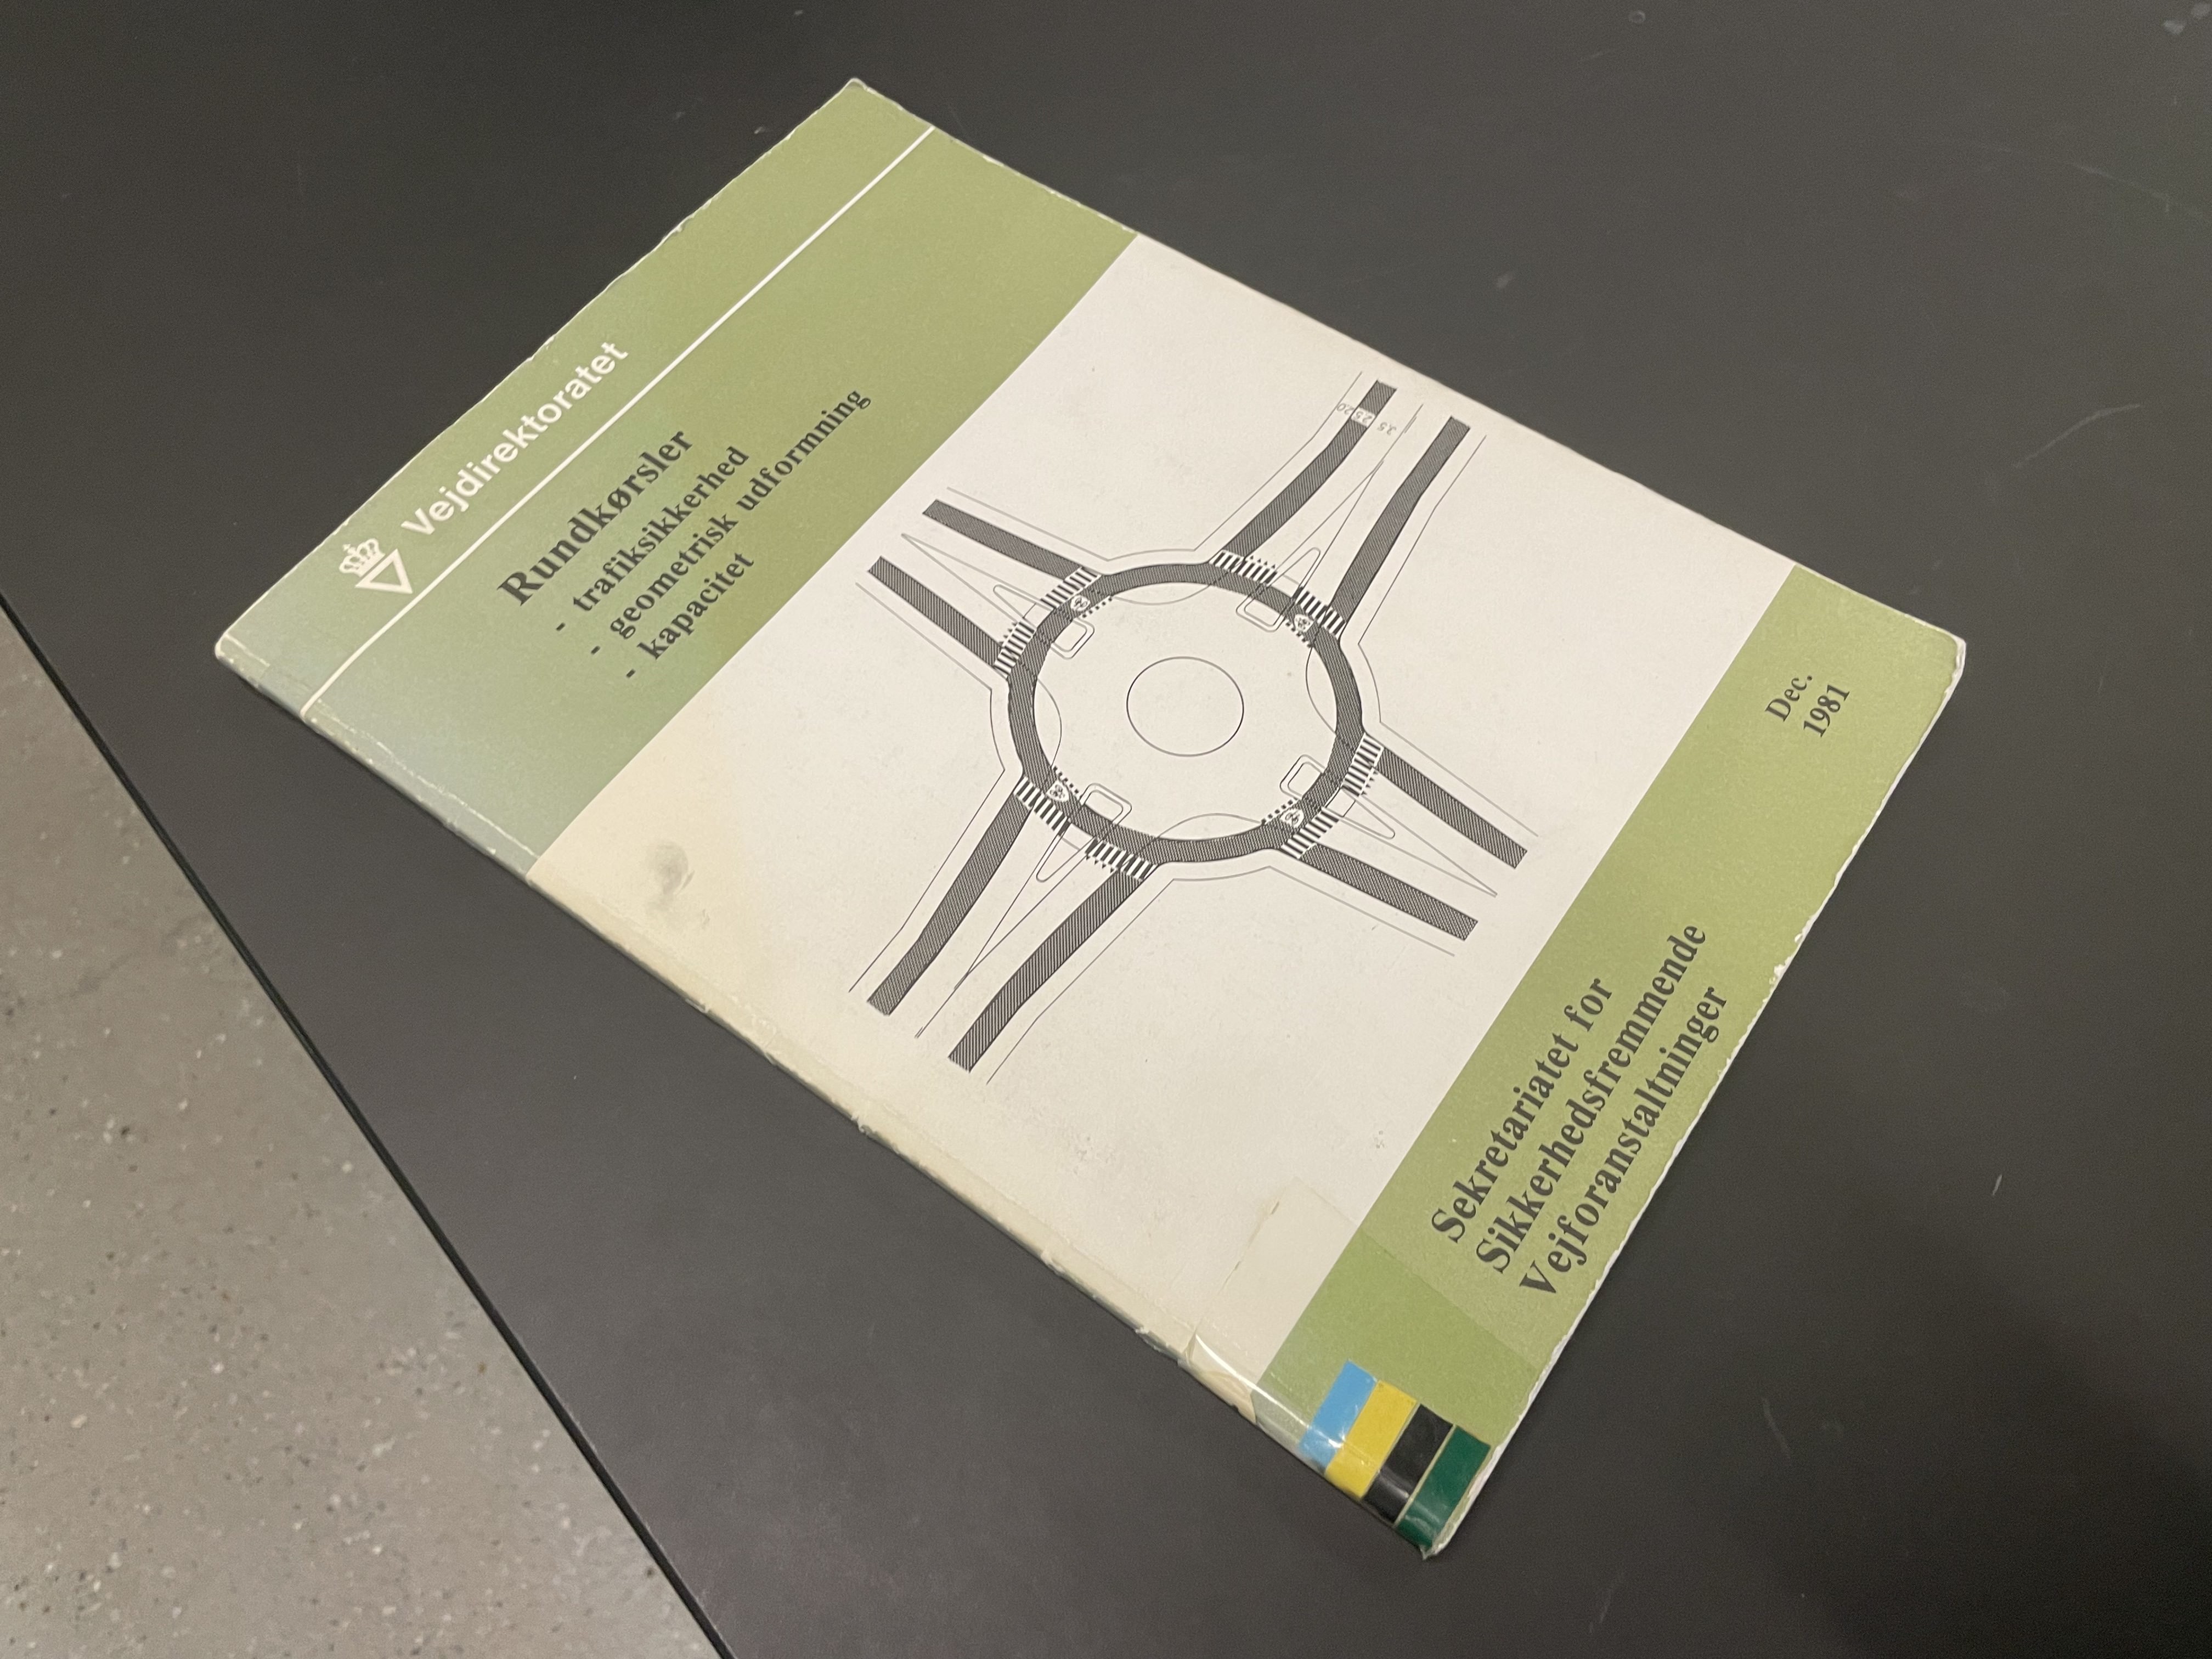 Vejdirektoratet
Rundkørsler
- trafiksikkerhed
- geometrisk udformning
- kapacitet
Dec.
1981
Sekretariatet for
Sikkerhedsfremmende
Vejforanstaltninger